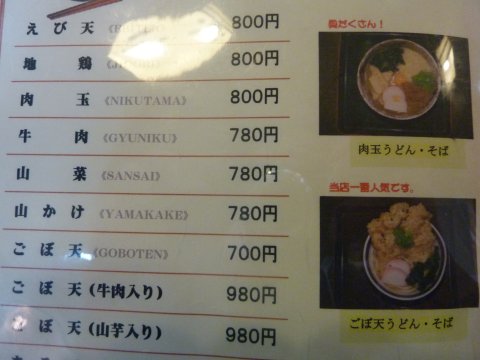 えび天 800円
地鶏 800円
肉玉 《NIKUTAMA》 800円
牛肉 《GYUNIKU》 780円
山菜 《SANSAI》 780円
山かけ 《YAMAKAKE》 780円
ごぼ天 《GOBOTEN》 700円
ごぼ天(牛肉入り) 980円
ごぼ天(山芋入り) 980円
具だくさん!
肉玉うどん・そば
当店一番人気です。
ごぼ天うどん・そば